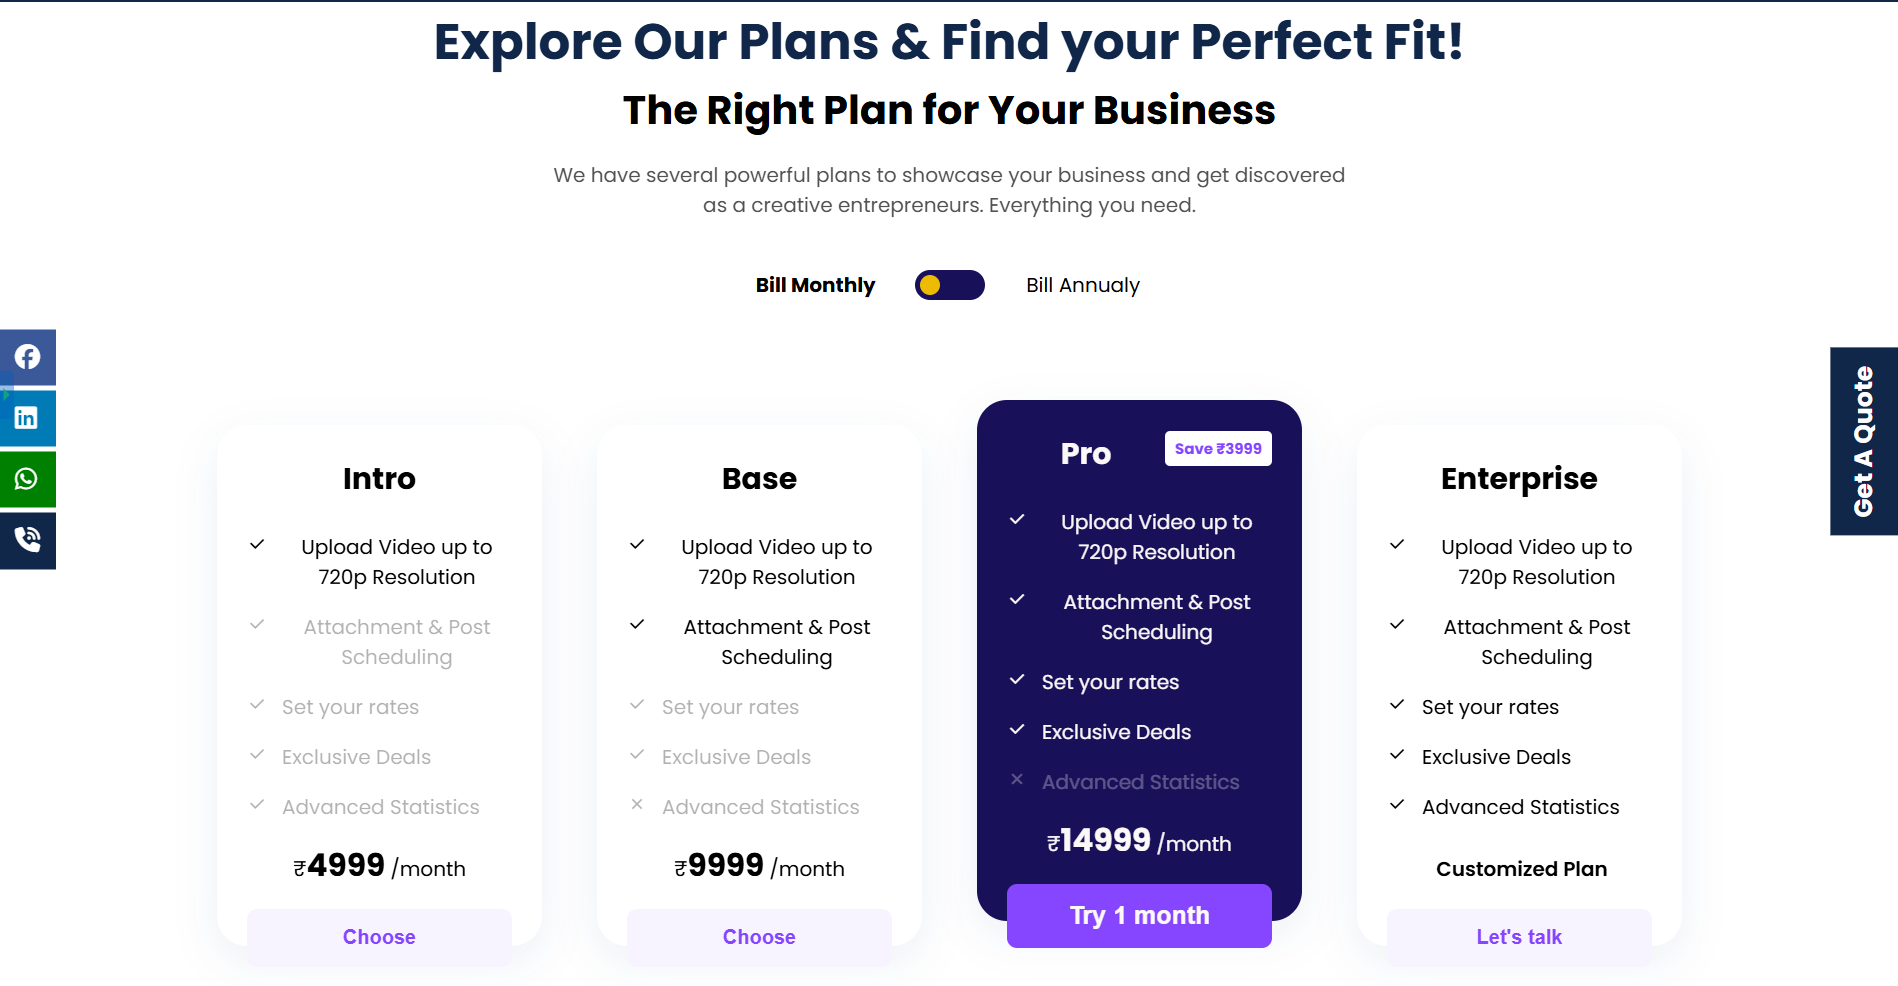 Explore Our Plans & Find your Perfect Fit!
The Right Plan for Your Business
We have several powerful plans to showcase your business and get discovered
as a creative entrepreneurs. Everything you need.
Bill Monthly
Bill Annualy
in
Get A Quote
Intro
Upload Video up to
720p Resolution
Attachment & Post
Scheduling
Set your rates
Exclusive Deals
Advanced Statistics
₹4999 /month
Choose
Base
Upload Video up to
720p Resolution
Attachment & Post
Scheduling
Set your rates
Exclusive Deals
Advanced Statistics
₹9999 /month
Choose
Pro
Save ₹3999
Upload Video up to
720p Resolution
Attachment & Post
Scheduling
Set your rates
Exclusive Deals
Advanced Statistics
₹14999 /month
Try 1 month
Enterprise
Upload Video up to
720p Resolution
Attachment & Post
Scheduling
Set your rates
Exclusive Deals
Advanced Statistics
Customized Plan
Let's talk